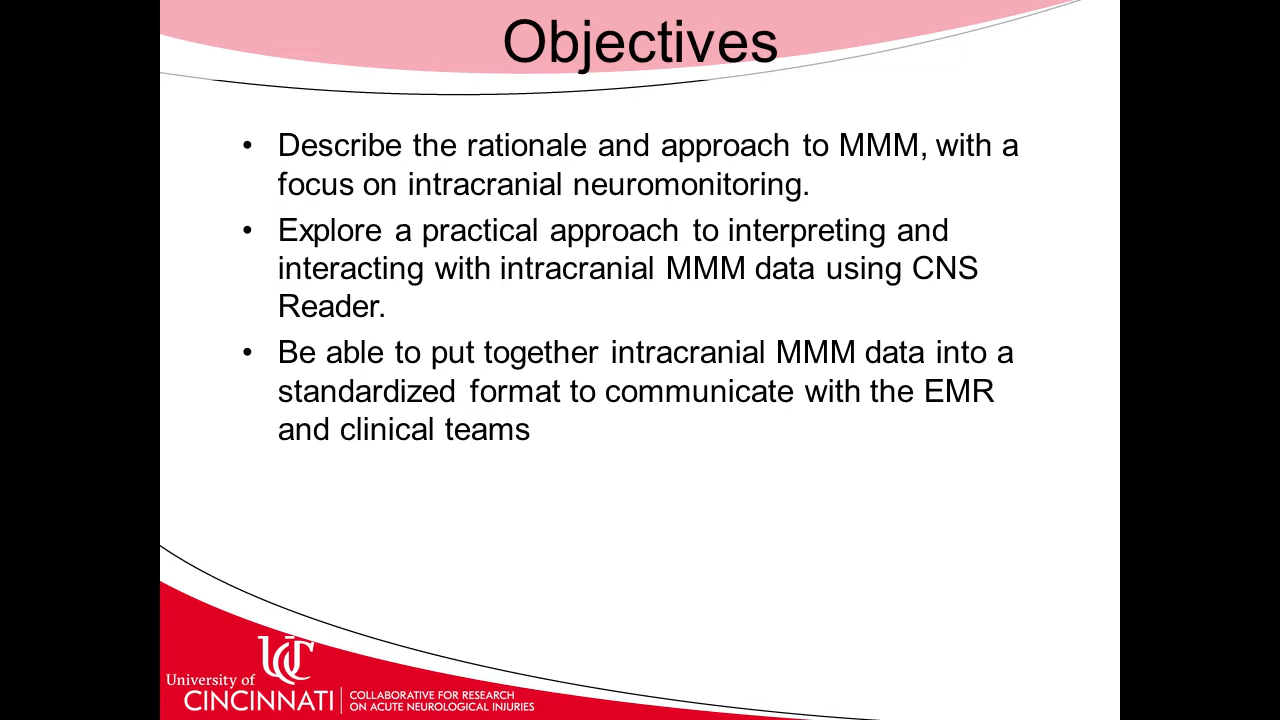 Objectives
• Describe the rationale and approach to MMM, with a
focus on intracranial neuromonitoring.
• Explore a practical approach to interpreting and
interacting with intracranial MMM data using CNS
Reader.
• Be able to put together intracranial MMM data into a
standardized format to communicate with the EMR
and clinical teams
UC
University of
CINCINNATI
COLLABORATIVE FOR RESEARCH
ON ACUTE NEUROLOGICAL INJURIES